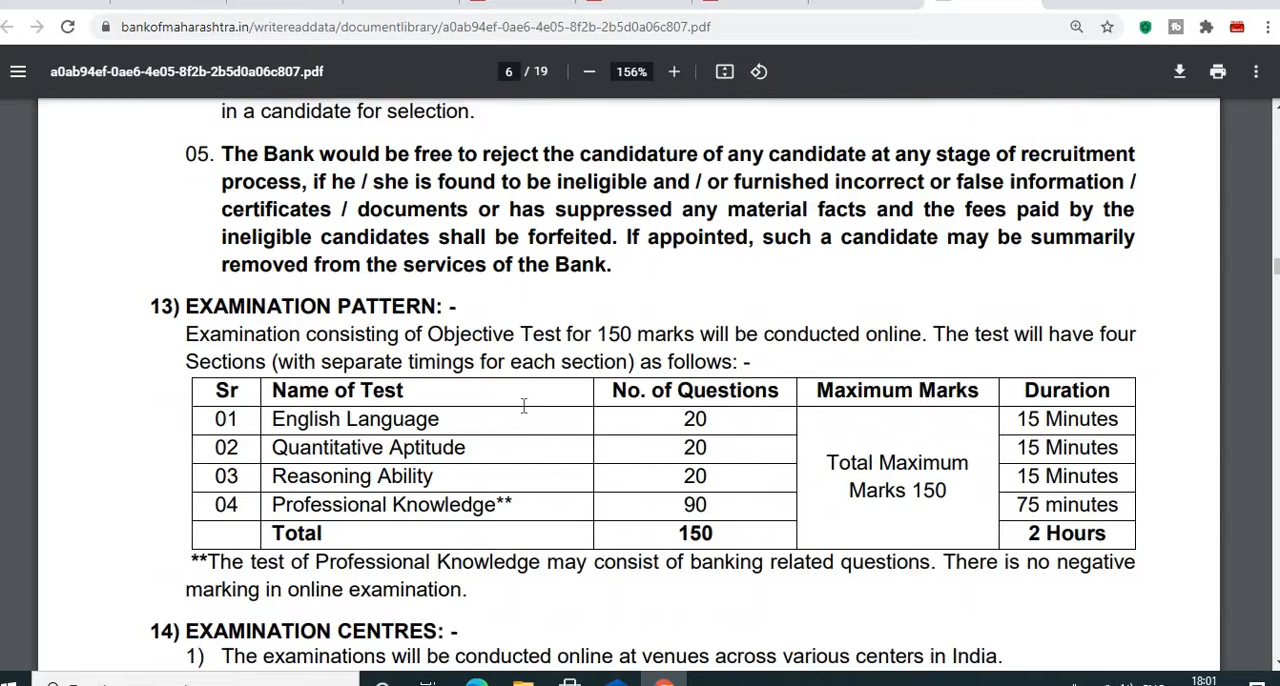 bankofmaharashtra.in/writereaddata/documentlibrary/a0ab94ef-0ae6-4e05-8f2b-2b5d0a06c807.pdf
a0ab94ef-0ae6-4e05-8f2b-2b5d0a06c807.pdf 6 / 19 156%
in a candidate for selection.
05. The Bank would be free to reject the candidature of any candidate at any stage of recruitment
process, if he / she is found to be ineligible and / or furnished incorrect or false information /
certificates / documents or has suppressed any material facts and the fees paid by the
ineligible candidates shall be forfeited. If appointed, such a candidate may be summarily
removed from the services of the Bank.
13) EXAMINATION PATTERN: -
Examination consisting of Objective Test for 150 marks will be conducted online. The test will have four
Sections (with separate timings for each section) as follows: -
Sr Name of Test No. of Questions Maximum Marks Duration
01 English Language 20 15 Minutes
02 Quantitative Aptitude 20 15 Minutes
Total Maximum
03 Reasoning Ability 20 15 Minutes
Marks 150
04 Professional Knowledge** 90 75 minutes
Total 150 2 Hours
**The test of Professional Knowledge may consist of banking related questions. There is no negative
marking in online examination.
14) EXAMINATION CENTRES: -
1) The examinations will be conducted online at venues across various centers in India.
18:01